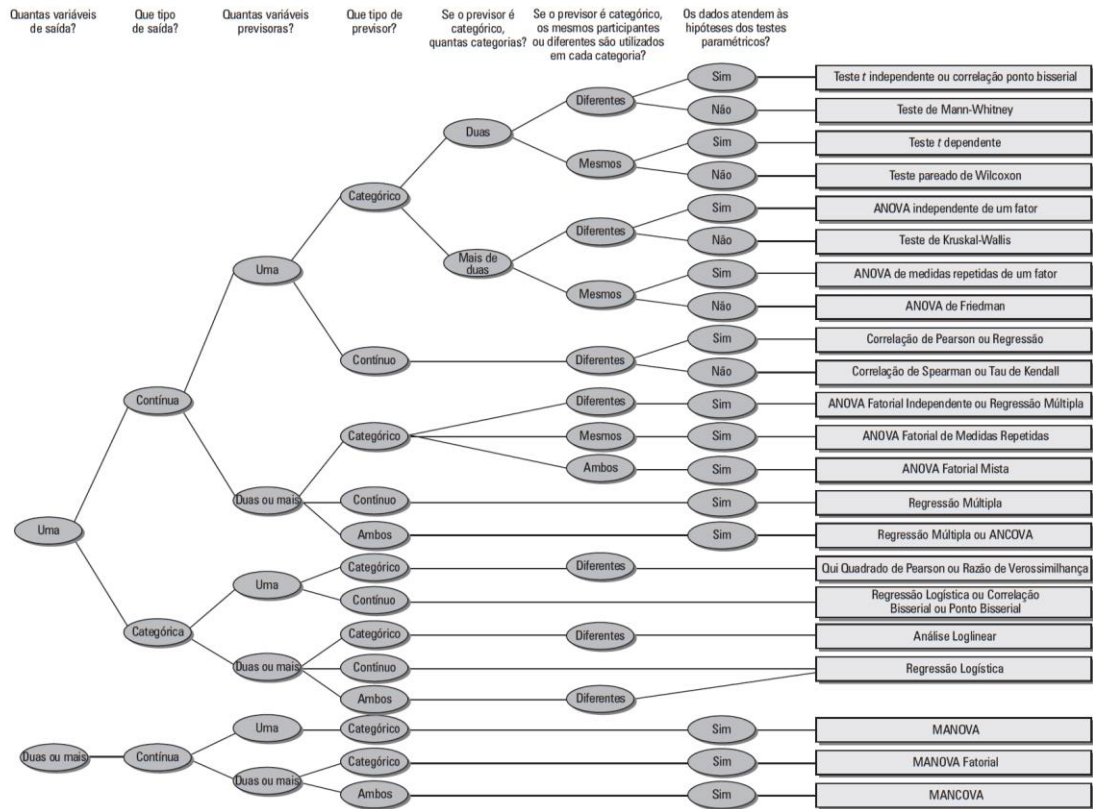 Quantas variáveis
de saída?
Que tipo
de saída?
Quantas variáveis
previsoras?
Que tipo de
previsor?
Se o previsor é
categórico,
quantas categorias?
Se o previsor é categórico,
os mesmos participantes
ou diferentes são utilizados
em cada categoria?
Os dados atendem às
hipóteses dos testes
paramétricos?
Uma
Contínua
Uma
Categórico
Duas
Diferentes
Sim
Teste t independente ou correlação ponto bisserial
Não
Teste de Mann-Whitney
Mesmos
Sim
Teste t dependente
Não
Teste pareado de Wilcoxon
Mais de
duas
Diferentes
Sim
ANOVA independente de um fator
Não
Teste de Kruskal-Wallis
Mesmos
Sim
ANOVA de medidas repetidas de um fator
Não
ANOVA de Friedman
Contínuo
Diferentes
Sim
Correlação de Pearson ou Regressão
Não
Correlação de Spearman ou Tau de Kendall
Duas ou mais
Categórico
Diferentes
Sim
ANOVA Fatorial Independente ou Regressão Múltipla
Mesmos
Sim
ANOVA Fatorial de Medidas Repetidas
Ambos
Sim
ANOVA Fatorial Mista
Contínuo
Sim
Regressão Múltipla
Ambos
Sim
Regressão Múltipla ou ANCOVA
Categórica
Uma
Categórico
Diferentes
Qui Quadrado de Pearson ou Razão de Verossimilhança
Contínuo
Regressão Logística ou Correlação
Bisserial ou Ponto Bisserial
Duas ou mais
Categórico
Diferentes
Análise Loglinear
Contínuo
Regressão Logística
Ambos
Diferentes
Duas ou mais
Contínua
Uma
Categórico
Sim
MANOVA
Duas ou mais
Categórico
Sim
MANOVA Fatorial
Ambos
Sim
MANCOVA